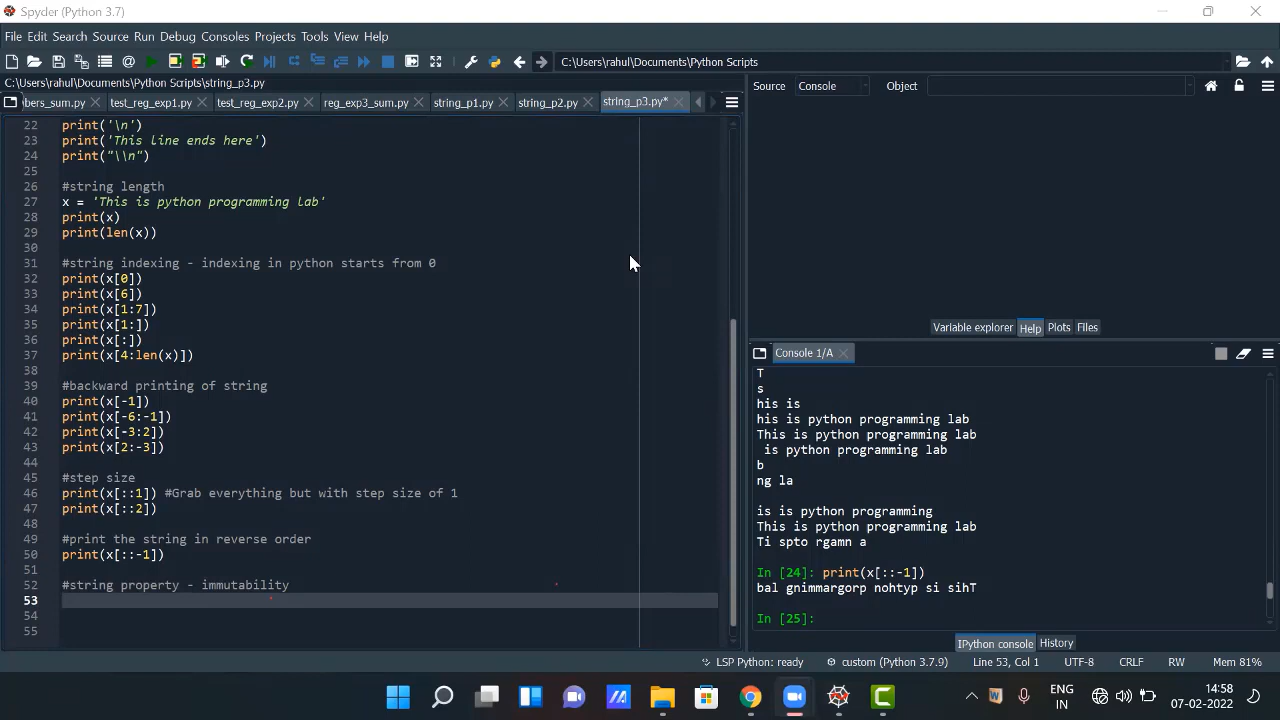 Spyder (Python 3.7)
File Edit Search Source Run Debug Consoles Projects Tools View Help
C:\Users\rahul\Documents\Python Scripts
C:\Users\rahul\Documents\Python Scripts\string_p3.py
bers_sum.py test_reg_exp1.py test_reg_exp2.py reg_exp3_sum.py string_p1.py string_p2.py string_p3.py*
Source Console Object
22 print('\n')
23 print('This line ends here')
24 print("\\n")
25
26 #string length
27 x = 'This is python programming lab'
28 print(x)
29 print(len(x))
30
31 #string indexing - indexing in python starts from 0
32 print(x[0])
33 print(x[6])
34 print(x[1:7])
35 print(x[1:])
36 print(x[:])
37 print(x[4:len(x)])
38
39 #backward printing of string
40 print(x[-1])
41 print(x[-6:-1])
42 print(x[-3:2])
43 print(x[2:-3])
44
45 #step size
46 print(x[::1]) #Grab everything but with step size of 1
47 print(x[::2])
48
49 #print the string in reverse order
50 print(x[::-1])
51
52 #string property - immutability
53
54
55
Variable explorer Help Plots Files
Console 1/A
T
s
his is
his is python programming lab
This is python programming lab
is python programming lab
b
ng la
is is python programming
This is python programming lab
Ti spto rgamn a
In [24]: print(x[::-1])
bal gnimmargorp nohtyp si sihT
In [25]:
IPython console History
LSP Python: ready custom (Python 3.7.9) Line 53, Col 1 UTF-8 CRLF RW Mem 81%
ENG
IN
14:58
07-02-2022